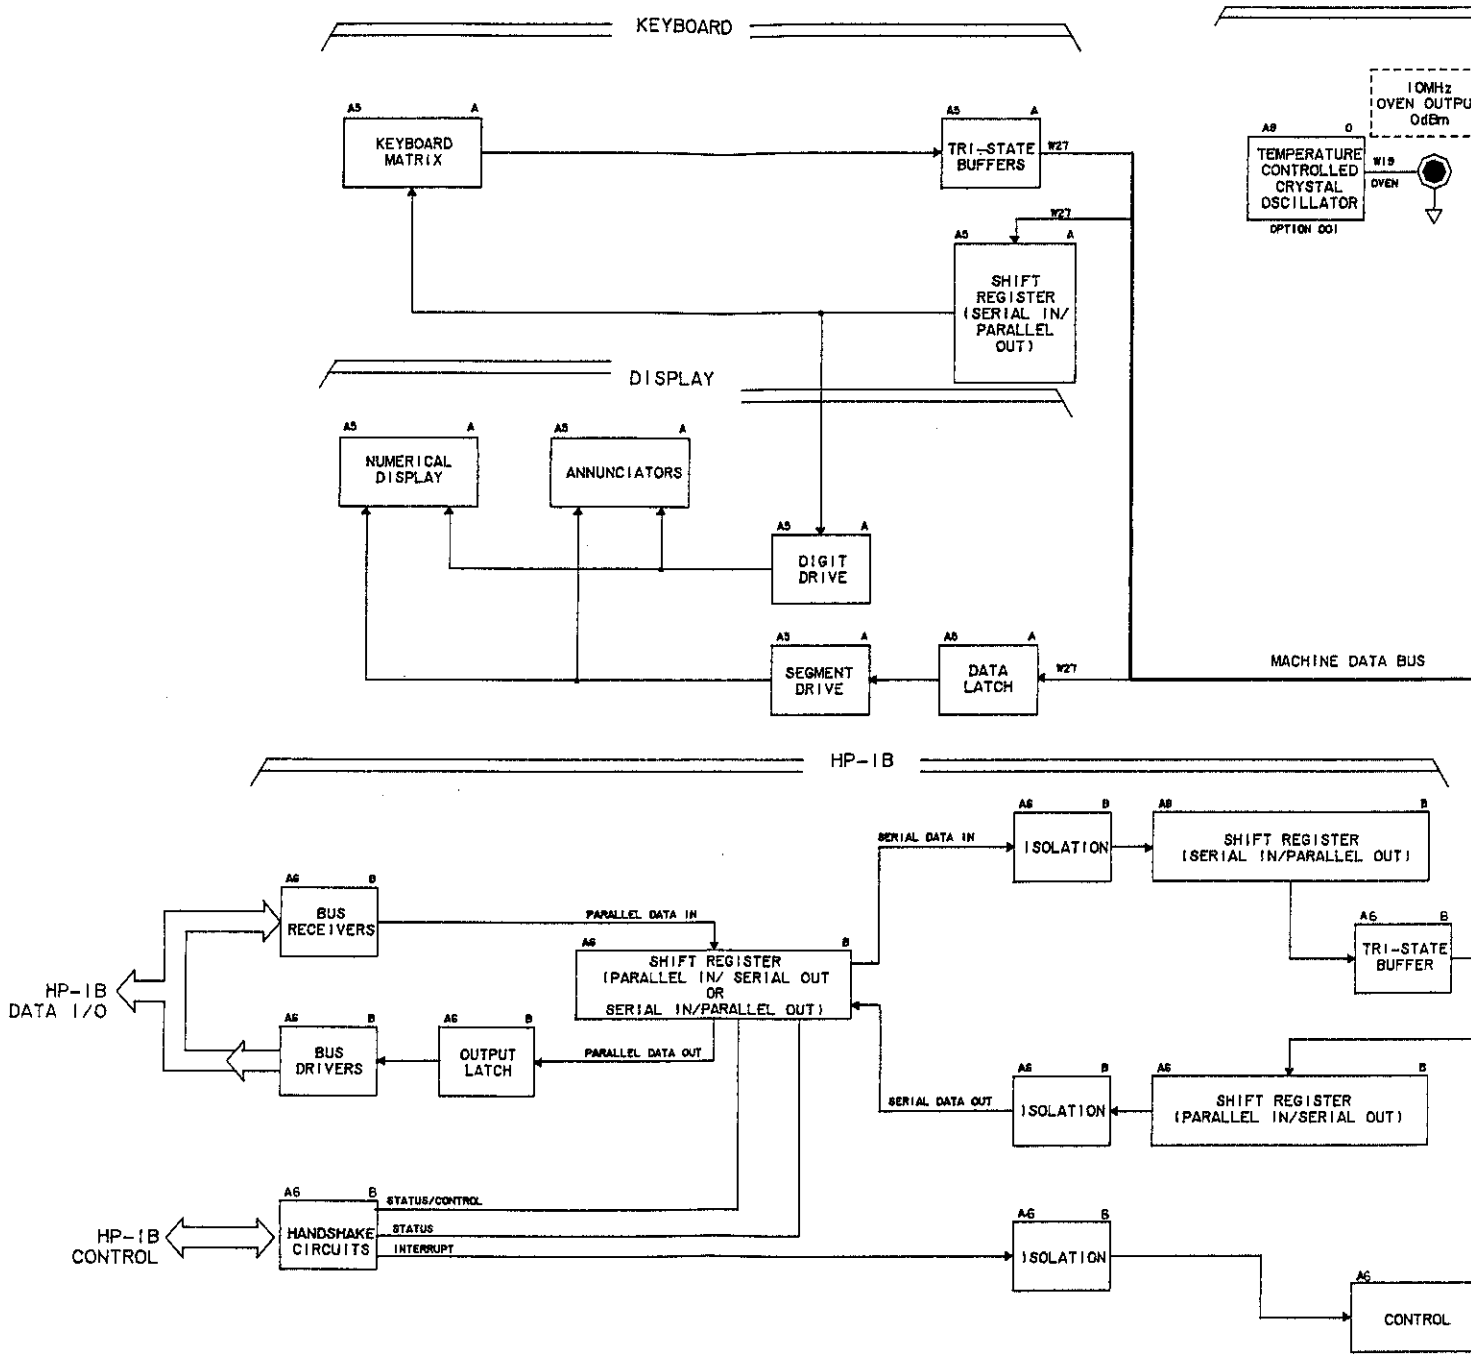 KEYBOARD
A5 A
KEYBOARD
MATRIX
A5 A
TRI-STATE
BUFFERS
W27
W27
A5 A
SHIFT
REGISTER
(SERIAL IN/
PARALLEL
OUT)
10MHz
OVEN OUTPU
0dBm
A9 O
TEMPERATURE
CONTROLLED
CRYSTAL
OSCILLATOR
OPTION 001
W19
OVEN
DISPLAY
A5 A
NUMERICAL
DISPLAY
A5 A
ANNUNCIATORS
A5 A
DIGIT
DRIVE
A5 A
SEGMENT
DRIVE
A5 A
DATA
LATCH
W27
MACHINE DATA BUS
HP-IB
HP-IB
DATA I/O
A6 B
BUS
RECEIVERS
PARALLEL DATA IN
A6 B
SHIFT REGISTER
(PARALLEL IN/ SERIAL OUT
OR
SERIAL IN/PARALLEL OUT)
A6 B
BUS
DRIVERS
A6 B
OUTPUT
LATCH
PARALLEL DATA OUT
SERIAL DATA IN
A6 B
ISOLATION
A6 B
SHIFT REGISTER
(SERIAL IN/PARALLEL OUT)
A6 B
TRI-STATE
BUFFER
SERIAL DATA OUT
A6 B
ISOLATION
A6 B
SHIFT REGISTER
(PARALLEL IN/SERIAL OUT)
HP-IB
CONTROL
A6 B
HANDSHAKE
CIRCUITS
STATUS/CONTROL
STATUS
INTERRUPT
A6 B
ISOLATION
A6
CONTROL